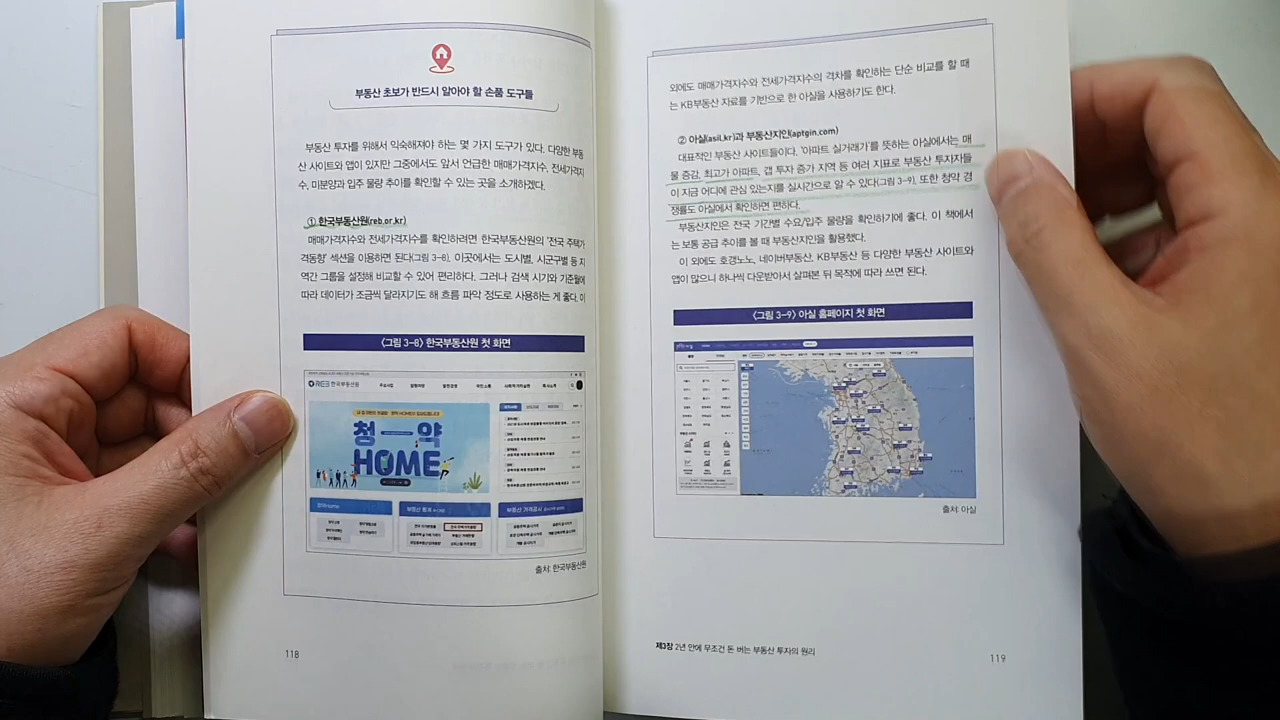 부동산 초보가 반드시 알아야 할 손품 도구들
부동산 투자를 위해서 익숙해져야 하는 몇 가지 도구가 있다. 다양한 부동
산 사이트와 앱이 있지만 그중에서도 앞서 언급한 매매가격지수, 전세가격지
수, 미분양과 입주 물량 추이를 확인할 수 있는 곳을 소개하겠다.
① 한국부동산원(reb.or.kr)
매매가격지수와 전세가격지수를 확인하려면 한국부동산원의 '전국 주택가
격동향' 섹션을 이용하면 된다(그림 3-8). 이곳에서는 도시별, 시군구별 등 지
역간 그룹을 설정해 비교할 수 있어 편리하다. 그러나 검색 시기와 기준월에
따라 데이터가 조금씩 달라지기도 해 흐름 파악 정도로 사용하는 게 좋다. 이
〈그림 3-8〉 한국부동산원 첫 화면
REB 한국부동산원
청약
HOME
청약Home
부동산 통계
부동산 가격공시
출처: 한국부동산원
118
외에도 매매가격지수와 전세가격지수의 격차를 확인하는 단순 비교를 할 때
는 KB부동산 자료를 기반으로 한 아실을 사용하기도 한다.
② 아실(asil.kr)과 부동산지인(aptgin.com)
대표적인 부동산 사이트들이다. '아파트 실거래가'를 뜻하는 아실에서는 매
물 증감, 최고가 아파트, 갭 투자 증가 지역 등 여러 지표로 부동산 투자자들
이 지금 어디에 관심 있는지를 실시간으로 알 수 있다(그림 3-9). 또한 청약 경
쟁률도 아실에서 확인하면 편하다.
부동산지인은 전국 기간별 수요/입주 물량을 확인하기에 좋다. 이 책에서
는 보통 공급 추이를 볼 때 부동산지인을 활용했다.
이 외에도 호갱노노, 네이버부동산, KB부동산 등 다양한 부동산 사이트와
앱이 많으니 하나씩 다운받아서 살펴본 뒤 목적에 따라 쓰면 된다.
〈그림 3-9〉 아실 홈페이지 첫 화면
출처: 아실
제3장 2년 안에 무조건 돈 버는 부동산 투자의 원리
119